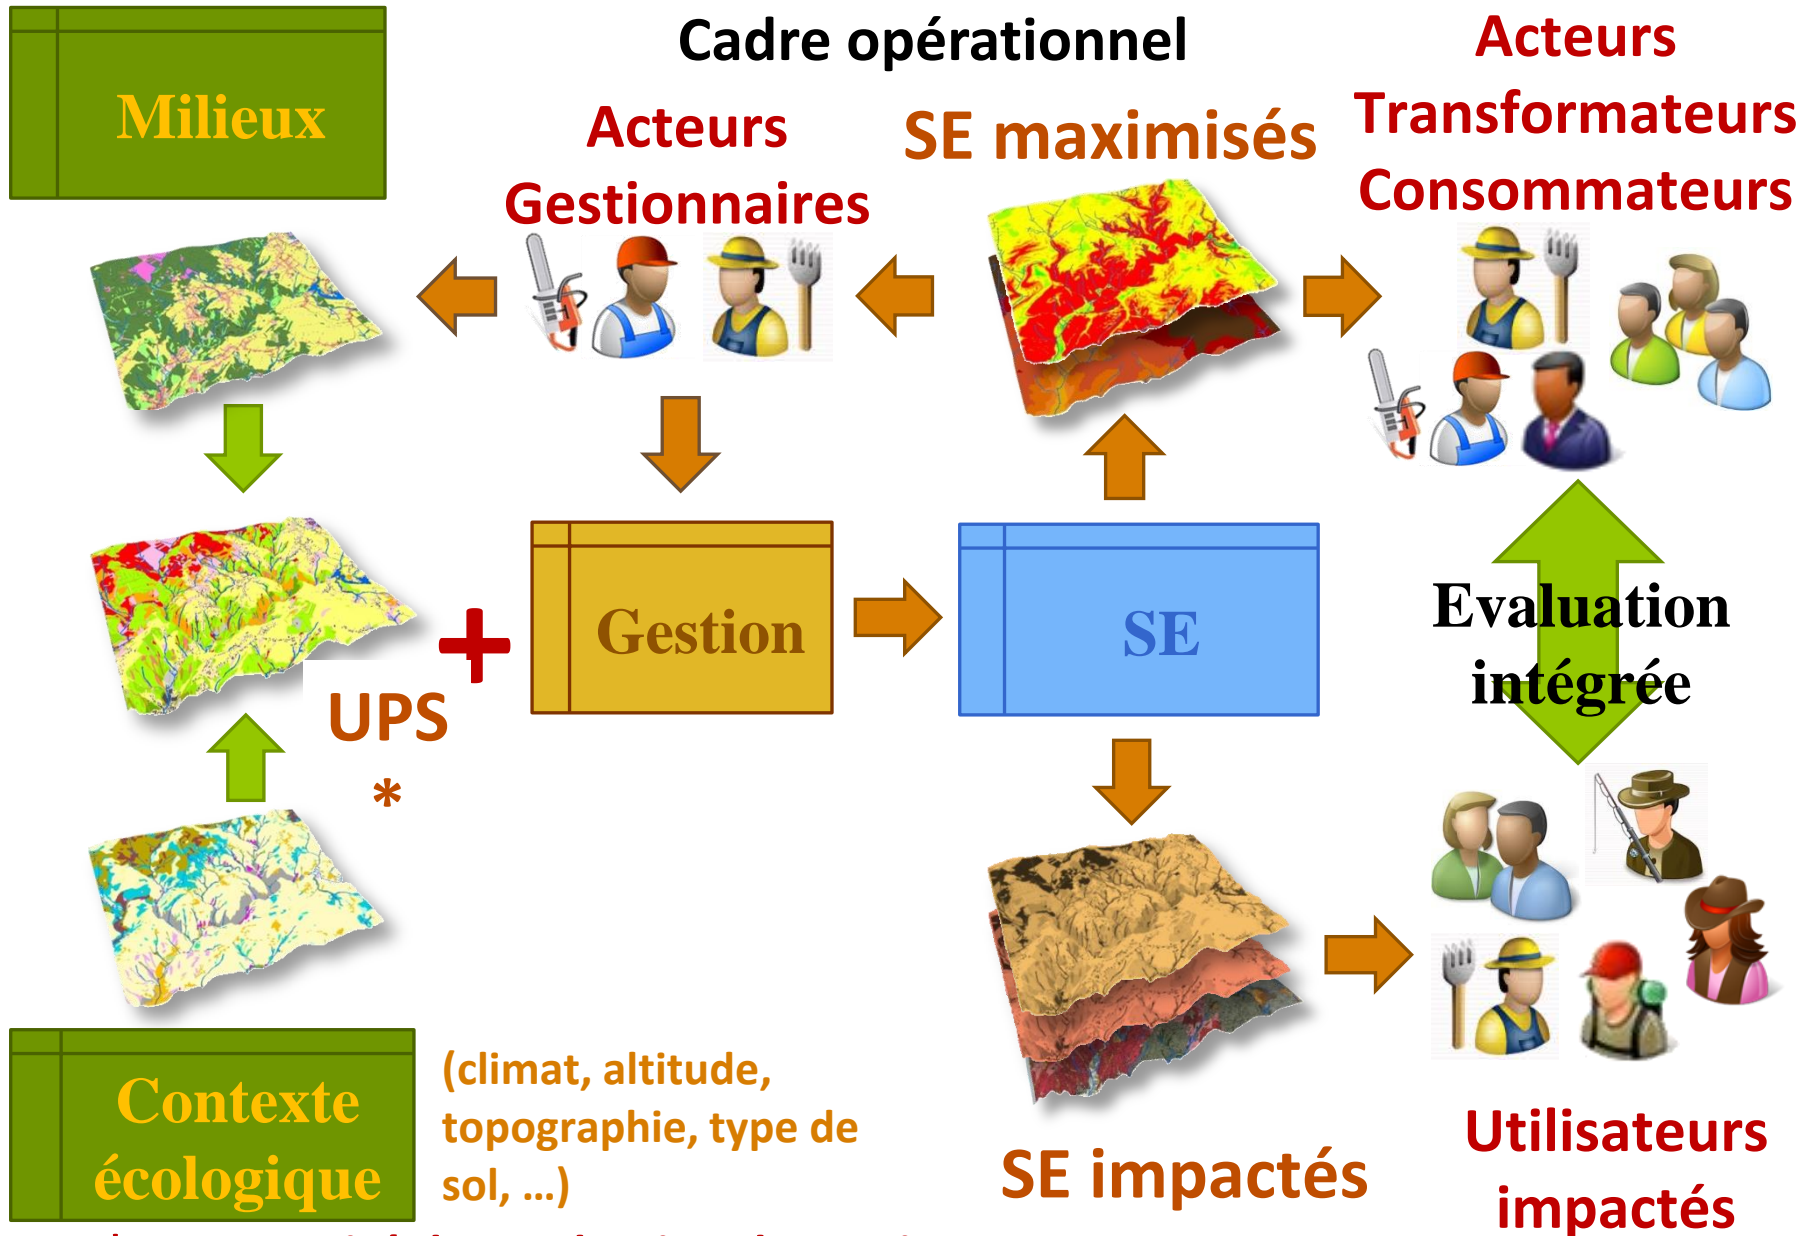 Cadre opérationnel
Milieux
Acteurs
Gestionnaires
SE maximisés
Acteurs
Transformateurs
Consommateurs
+
Gestion
SE
Evaluation
intégrée
UPS
*
Contexte
écologique
(climat, altitude,
topographie, type de
sol, ...)
SE impactés
Utilisateurs
impactés